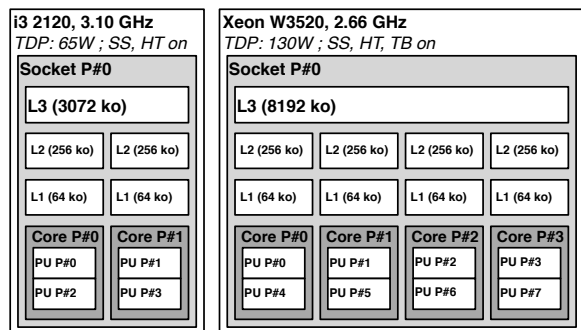 i3 2120, 3.10 GHz
TDP: 65W ; SS, HT on
Socket P#0
L3 (3072 ko)
L2 (256 ko) L2 (256 ko)
L1 (64 ko) L1 (64 ko)
Core P#0 Core P#1
PU P#0 PU P#1
PU P#2 PU P#3
Xeon W3520, 2.66 GHz
TDP: 130W ; SS, HT, TB on
Socket P#0
L3 (8192 ko)
L2 (256 ko) L2 (256 ko) L2 (256 ko) L2 (256 ko)
L1 (64 ko) L1 (64 ko) L1 (64 ko) L1 (64 ko)
Core P#0 Core P#1 Core P#2 Core P#3
PU P#0 PU P#1 PU P#2 PU P#3
PU P#4 PU P#5 PU P#6 PU P#7